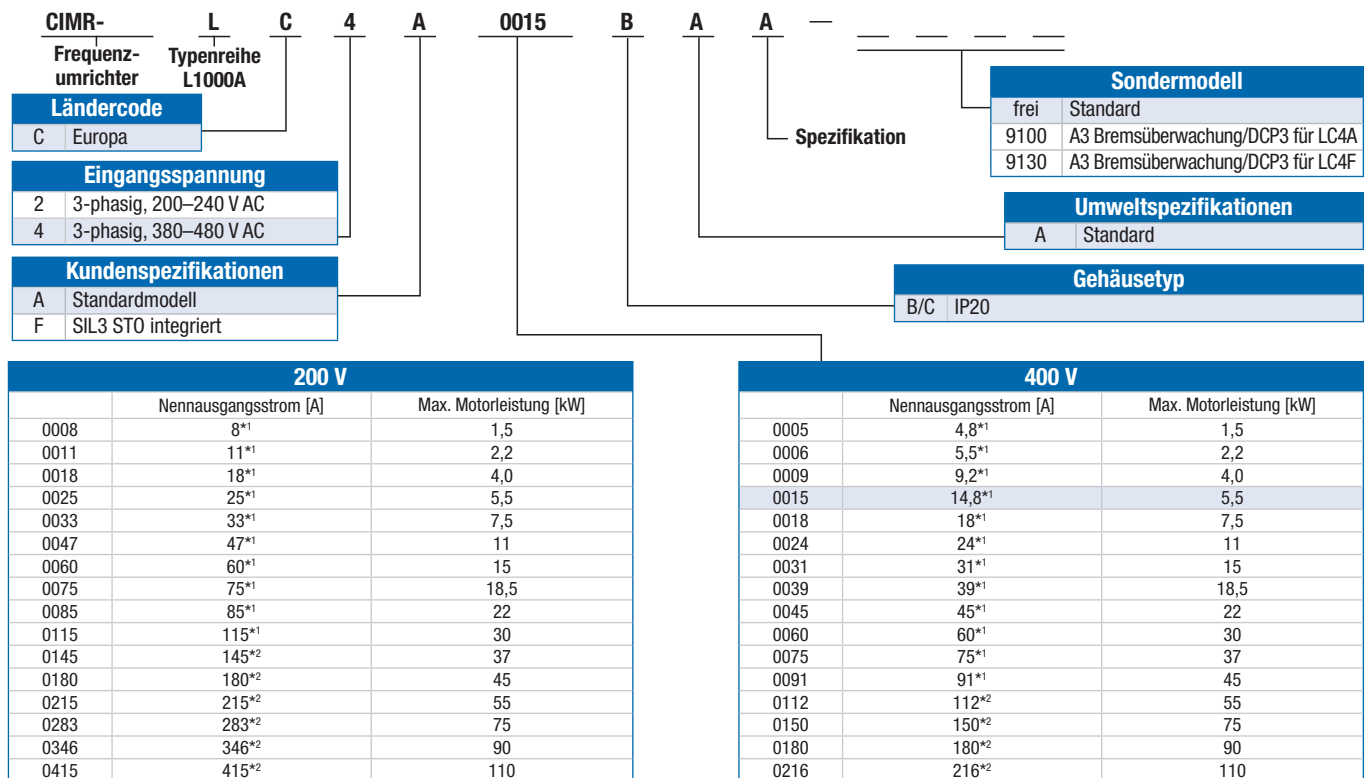 CIMR- L C 4 A 0015 B A A —
Frequenz-
umrichter
Typenreihe
L1000A
Ländercode
C Europa
Eingangsspannung
2 3-phasig, 200–240 V AC
4 3-phasig, 380–480 V AC
Kundenspezifikationen
A Standardmodell
F SIL3 STO integriert
Spezifikation
Sondermodell
frei Standard
9100 A3 Bremsüberwachung/DCP3 für LC4A
9130 A3 Bremsüberwachung/DCP3 für LC4F
Umweltspezifikationen
A Standard
Gehäusetyp
B/C IP20
200 V
Nennausgangsstrom [A] Max. Motorleistung [kW]
0008 8*1 1,5
0011 11*1 2,2
0018 18*1 4,0
0025 25*1 5,5
0033 33*1 7,5
0047 47*1 11
0060 60*1 15
0075 75*1 18,5
0085 85*1 22
0115 115*1 30
0145 145*2 37
0180 180*2 45
0215 215*2 55
0283 283*2 75
0346 346*2 90
0415 415*2 110
400 V
Nennausgangsstrom [A] Max. Motorleistung [kW]
0005 4,8*1 1,5
0006 5,5*1 2,2
0009 9,2*1 4,0
0015 14,8*1 5,5
0018 18*1 7,5
0024 24*1 11
0031 31*1 15
0039 39*1 18,5
0045 45*1 22
0060 60*1 30
0075 75*1 37
0091 91*1 45
0112 112*2 55
0150 150*2 75
0180 180*2 90
0216 216*2 110